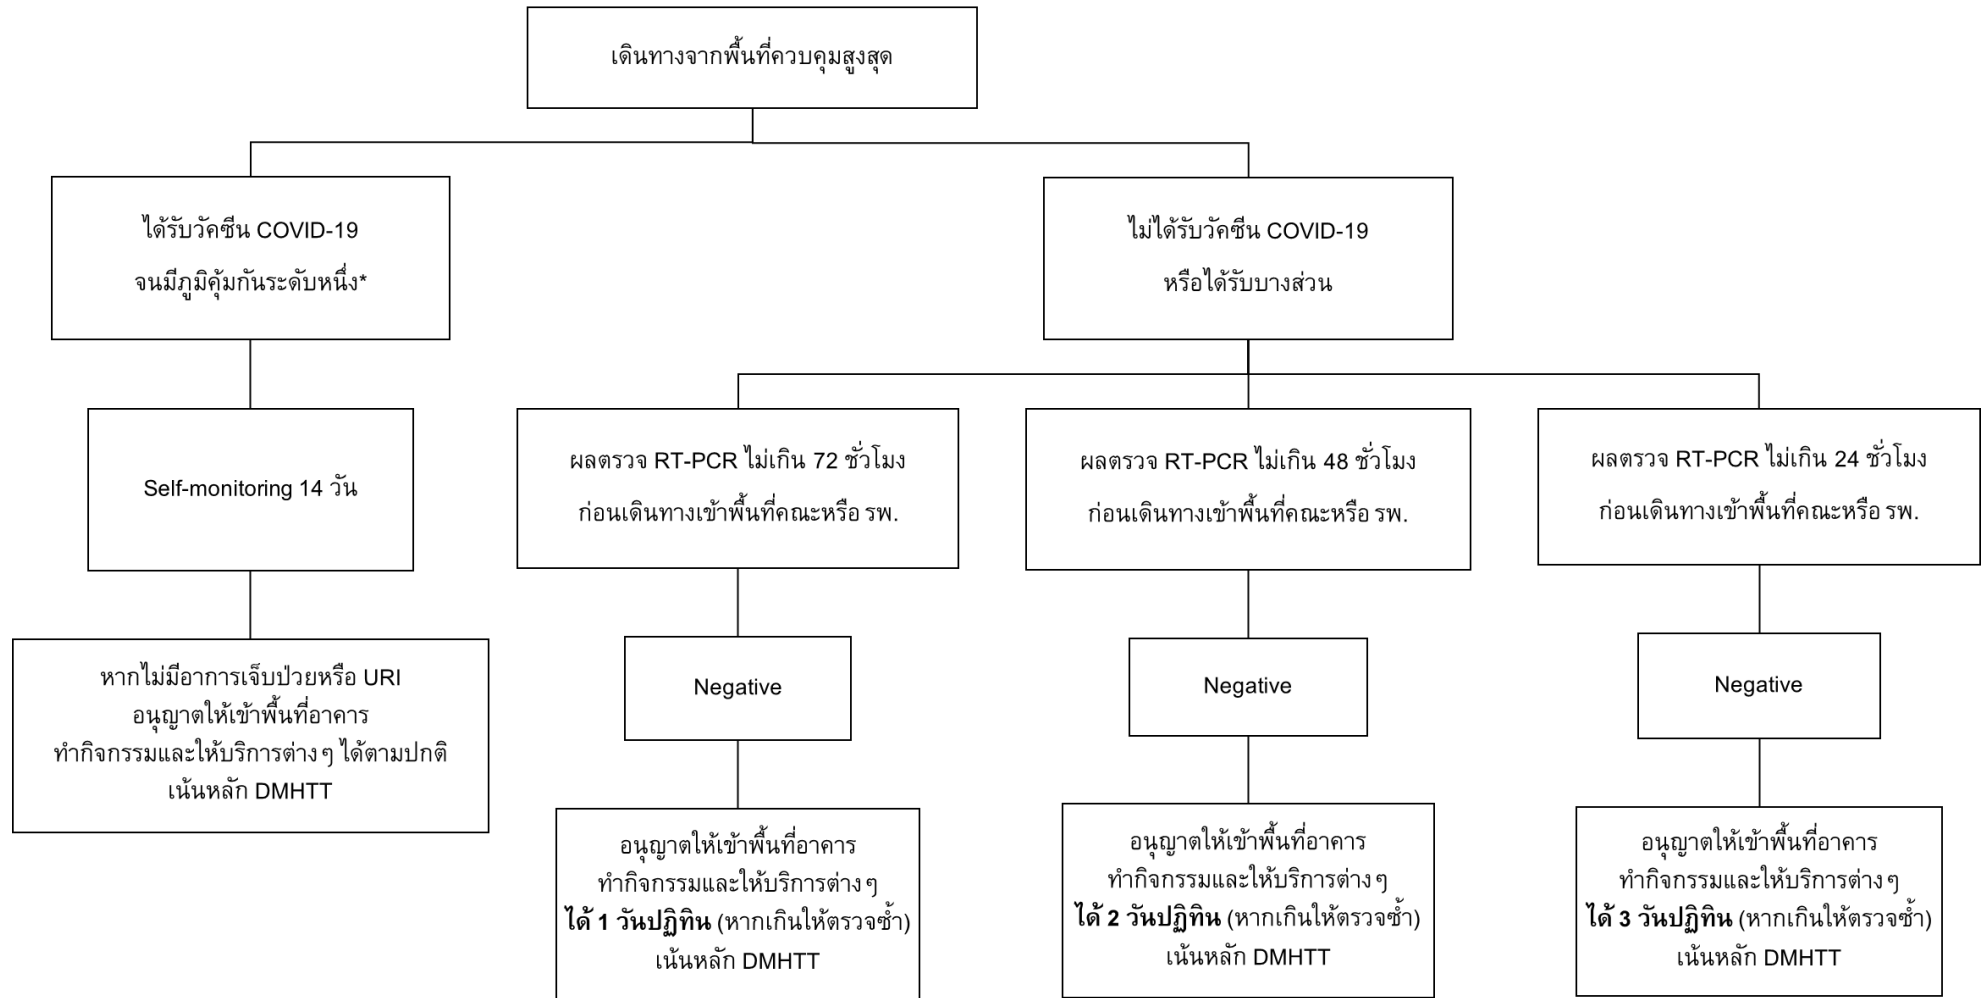 เดินทางจากพื้นที่ควบคุมสูงสุด
ได้รับวัคซีน COVID-19
จนมีภูมิคุ้มกันระดับหนึ่ง*
ไม่ได้รับวัคซีน COVID-19
หรือได้รับบางส่วน
Self-monitoring 14 วัน
ผลตรวจ RT-PCR ไม่เกิน 72 ชั่วโมง
ก่อนเดินทางเข้าพื้นที่คณะหรือ รพ.
ผลตรวจ RT-PCR ไม่เกิน 48 ชั่วโมง
ก่อนเดินทางเข้าพื้นที่คณะหรือ รพ.
ผลตรวจ RT-PCR ไม่เกิน 24 ชั่วโมง
ก่อนเดินทางเข้าพื้นที่คณะหรือ รพ.
หากไม่มีอาการเจ็บป่วยหรือ URI
อนุญาตให้เข้าพื้นที่อาคาร
ทำกิจกรรมและให้บริการต่าง ๆ ได้ตามปกติ
เน้นหลัก DMHTT
Negative
Negative
Negative
อนุญาตให้เข้าพื้นที่อาคาร
ทำกิจกรรมและให้บริการต่าง ๆ
ได้ 1 วันปฏิทิน (หากเกินให้ตรวจซ้ำ)
เน้นหลัก DMHTT
อนุญาตให้เข้าพื้นที่อาคาร
ทำกิจกรรมและให้บริการต่าง ๆ
ได้ 2 วันปฏิทิน (หากเกินให้ตรวจซ้ำ)
เน้นหลัก DMHTT
อนุญาตให้เข้าพื้นที่อาคาร
ทำกิจกรรมและให้บริการต่าง ๆ
ได้ 3 วันปฏิทิน (หากเกินให้ตรวจซ้ำ)
เน้นหลัก DMHTT